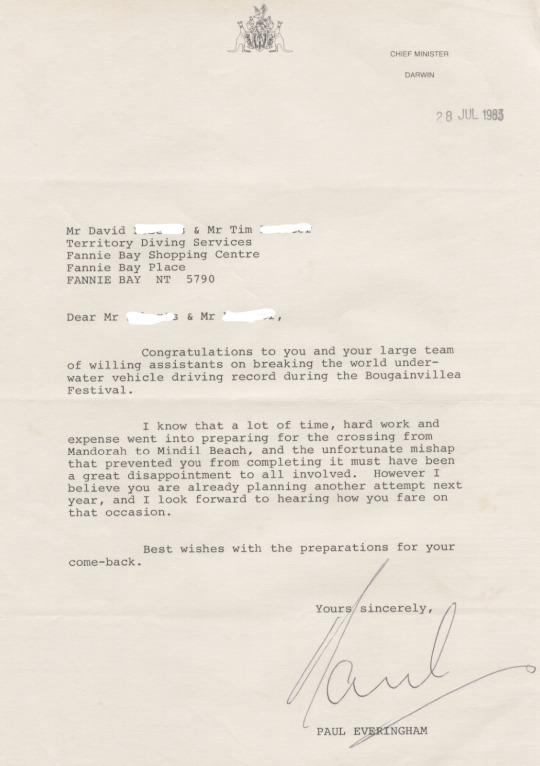 CHIEF MINISTER
DARWIN
28 JUL 1983
Mr David & Mr Tim
Territory Diving Services
Fannie Bay Shopping Centre
Fannie Bay Place
FANNIE BAY NT 5790
Dear Mr & Mr ,
Congratulations to you and your large team
of willing assistants on breaking the world under-
water vehicle driving record during the Bougainvillea
Festival.
I know that a lot of time, hard work and
expense went into preparing for the crossing from
Mandorah to Mindil Beach, and the unfortunate mishap
that prevented you from completing it must have been
a great disappointment to all involved. However I
believe you are already planning another attempt next
year, and I look forward to hearing how you fare on
that occasion.
Best wishes with the preparations for your
come-back.
Yours sincerely,
Paul
PAUL EVERINGHAM